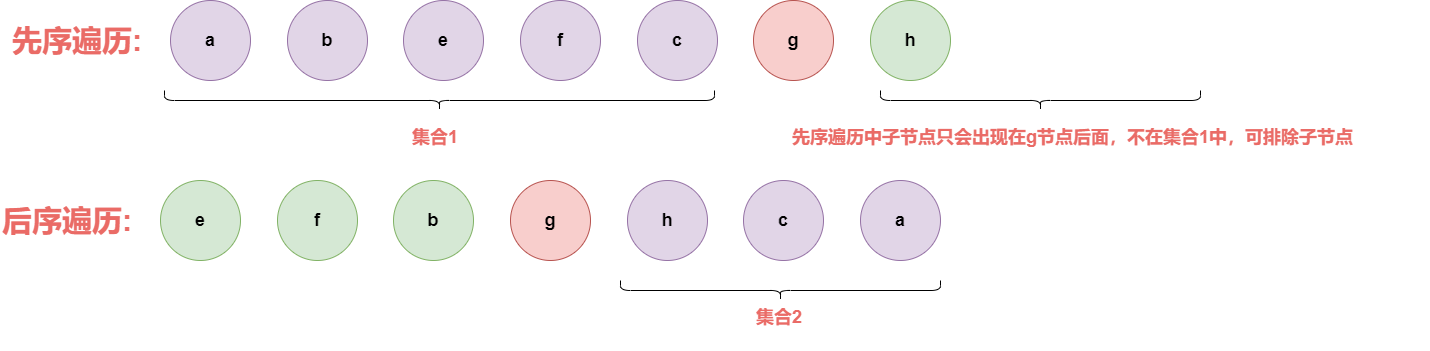 先序遍历: a b e f c g h
集合1
先序遍历中子节点只会出现在g节点后面，不在集合1中，可排除子节点
后序遍历: e f b g h c a
集合2